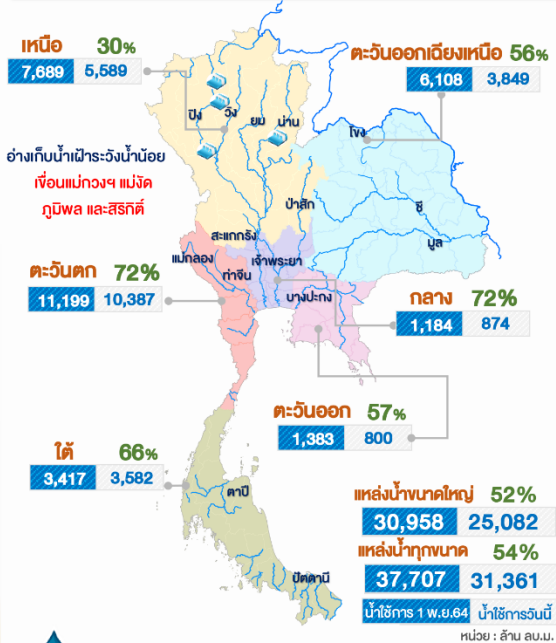 เหนือ 30%
7,689 5,589
ตะวันออกเฉียงเหนือ 56%
6,108 3,849
ปิง
วัง
ยม
น่าน
โขง
อ่างเก็บน้ำเฝ้าระวังน้ำน้อย
เขื่อนแม่กวงฯ แม่งัด
ภูมิพล และสิริกิติ์
ป่าสัก
ชี
มูล
สะแกกรัง
แม่กลอง
ท่าจีน
เจ้าพระยา
บางปะกง
ตะวันตก 72%
11,199 10,387
กลาง 72%
1,184 874
ตะวันออก 57%
1,383 800
ใต้ 66%
3,417 3,582
ตาปี
ปัตตานี
แหล่งน้ำขนาดใหญ่ 52%
30,958 25,082
แหล่งน้ำทุกขนาด 54%
37,707 31,361
น้ำใช้การ 1 พ.ย.64 น้ำใช้การวันนี้
หน่วย : ล้าน ลบ.ม.